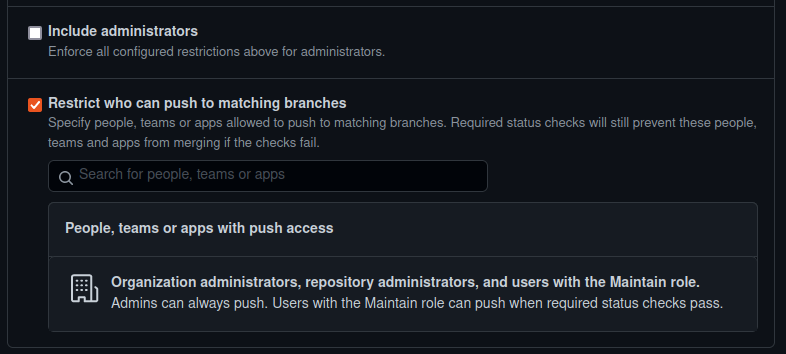 Include administrators
Enforce all configured restrictions above for administrators.
Restrict who can push to matching branches
Specify people, teams or apps allowed to push to matching branches. Required status checks will still prevent these people,
teams and apps from merging if the checks fail.
Search for people, teams or apps
People, teams or apps with push access
Organization administrators, repository administrators, and users with the Maintain role.
Admins can always push. Users with the Maintain role can push when required status checks pass.